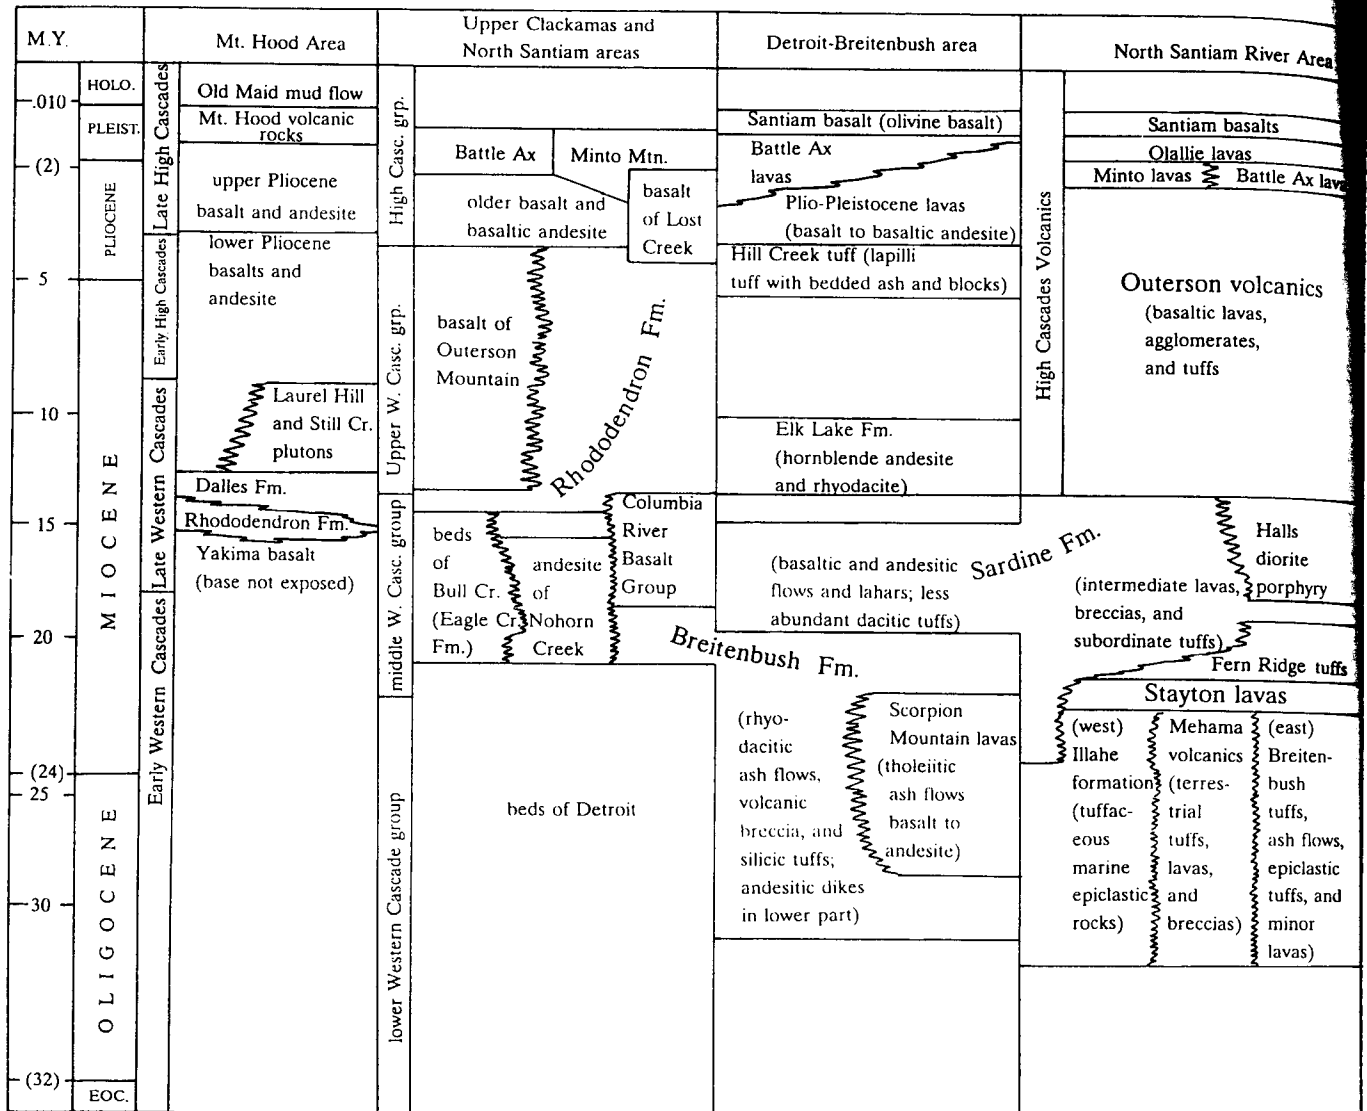 M.Y.
Mt. Hood Area
Upper Clackamas and
North Santiam areas
Detroit-Breitenbush area
North Santiam River Area
.010
(2)
5
10
15
20
(24)
25
30
(32)
HOLO.
PLEIST.
PLIOCENE
MIOCENE
OLIGOCENE
EOC.
Late High Cascades
Early High Cascades
Late Western Cascades
Early Western Cascades
Old Maid mud flow
Mt. Hood volcanic
rocks
upper Pliocene
basalt and andesite
lower Pliocene
basalts and
andesite
Laurel Hill
and Still Cr.
plutons
Dalles Fm.
Rhododendron Fm.
Yakima basalt
(base not exposed)
High Casc. grp.
Upper W. Casc. grp.
middle W. Casc. group
lower Western Cascade group
Battle Ax
Minto Mtn.
older basalt and
basaltic andesite
basalt
of Lost
Creek
basalt of
Outerson
Mountain
Rhododendron Fm.
beds
of
Bull Cr.
(Eagle Cr.
Fm.)
andesite
of
Nohorn
Creek
Columbia
River
Basalt
Group
Breitenbush Fm.
beds of Detroit
Santiam basalt (olivine basalt)
Battle Ax
lavas
Plio-Pleistocene lavas
(basalt to basaltic andesite)
Hill Creek tuff (lapilli
tuff with bedded ash and blocks)
Elk Lake Fm.
(hornblende andesite
and rhyodacite)
(basaltic and andesitic
flows and lahars; less
abundant dacitic tuffs)
Sardine Fm.
(rhyo-
dacitic
ash flows,
volcanic
breccia, and
silicic tuffs;
andesitic dikes
in lower part)
Scorpion
Mountain lavas
(tholeiitic
ash flows
basalt to
andesite)
High Cascades Volcanics
Santiam basalts
Olallie lavas
Minto lavas
Battle Ax lava
Outerson volcanics
(basaltic lavas,
agglomerates,
and tuffs
Halls
diorite
porphyry
(intermediate lavas,
breccias, and
subordinate tuffs)
Fern Ridge tuffs
Stayton lavas
(west)
Illahe
formation
(tuffac-
eous
marine
epiclastic
rocks)
Mehama
volcanics
(terres-
trial
tuffs,
lavas,
and
breccias)
(east)
Breiten-
bush
tuffs,
ash flows,
epiclastic
tuffs, and
minor
lavas)